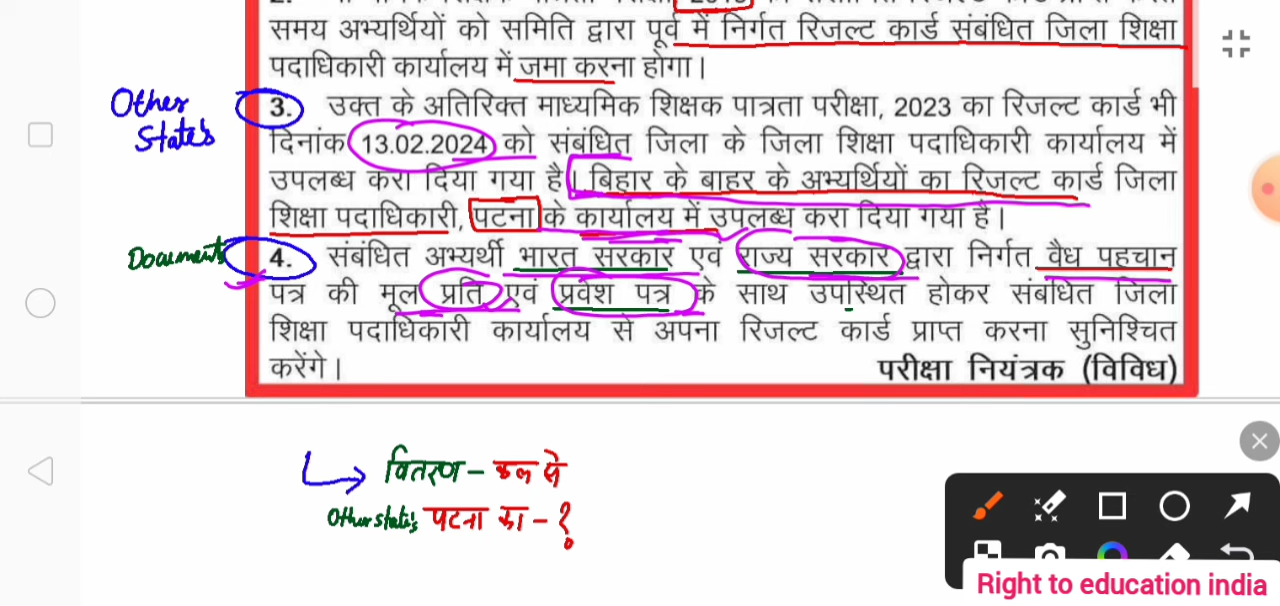 समय अभ्यर्थियों को समिति द्वारा पूर्व में निर्गत रिजल्ट कार्ड संबंधित जिला शिक्षा
पदाधिकारी कार्यालय में जमा करना होगा।
Other States
3. उक्त के अतिरिक्त माध्यमिक शिक्षक पात्रता परीक्षा, 2023 का रिजल्ट कार्ड भी
दिनांक 13.02.2024 को संबंधित जिला के जिला शिक्षा पदाधिकारी कार्यालय में
उपलब्ध करा दिया गया है। बिहार के बाहर के अभ्यर्थियों का रिजल्ट कार्ड जिला
शिक्षा पदाधिकारी, पटना के कार्यालय में उपलब्ध करा दिया गया है।
Documents
4. संबंधित अभ्यर्थी भारत सरकार एवं राज्य सरकार द्वारा निर्गत वैध पहचान
पत्र की मूल प्रति एवं प्रवेश पत्र के साथ उपस्थित होकर संबंधित जिला
शिक्षा पदाधिकारी कार्यालय से अपना रिजल्ट कार्ड प्राप्त करना सुनिश्चित
करेंगे।
परीक्षा नियंत्रक (विविध)
वितरण - कल से
Other states पटना का - ?
Right to education india